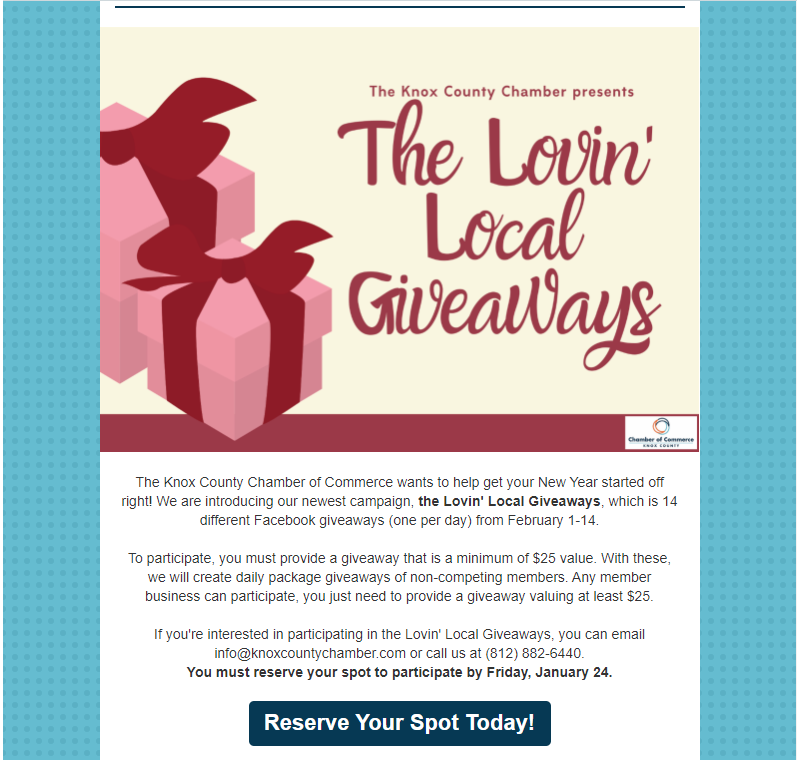 The Knox County Chamber presents
The Lovin'
Local
Giveaways
Chamber of Commerce
KNOX COUNTY
The Knox County Chamber of Commerce wants to help get your New Year started off
right! We are introducing our newest campaign, the Lovin' Local Giveaways, which is 14
different Facebook giveaways (one per day) from February 1-14.
To participate, you must provide a giveaway that is a minimum of $25 value. With these,
we will create daily package giveaways of non-competing members. Any member
business can participate, you just need to provide a giveaway valuing at least $25.
If you're interested in participating in the Lovin' Local Giveaways, you can email
info@knoxcountychamber.com or call us at (812) 882-6440.
You must reserve your spot to participate by Friday, January 24.
Reserve Your Spot Today!